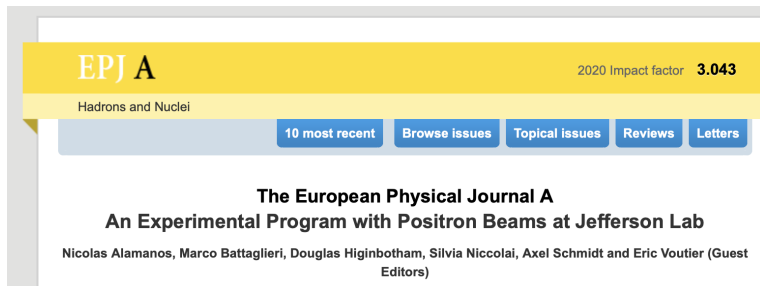 EPJ A
2020 Impact factor 3.043
Hadrons and Nuclei
10 most recent Browse issues Topical issues Reviews Letters
The European Physical Journal A
An Experimental Program with Positron Beams at Jefferson Lab
Nicolas Alamanos, Marco Battaglieri, Douglas Higinbotham, Silvia Niccolai, Axel Schmidt and Eric Voutier (Guest
Editors)